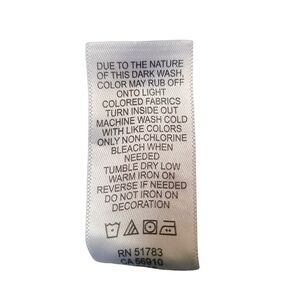 DUE TO THE NATURE
OF THIS DARK WASH,
COLOR MAY RUB OFF
ONTO LIGHT
COLORED FABRICS
TURN INSIDE OUT
MACHINE WASH COLD
WITH LIKE COLORS
ONLY NON-CHLORINE
BLEACH WHEN
NEEDED
TUMBLE DRY LOW
WARM IRON ON
REVERSE IF NEEDED
DO NOT IRON ON
DECORATION
RN 51783
CA 56910